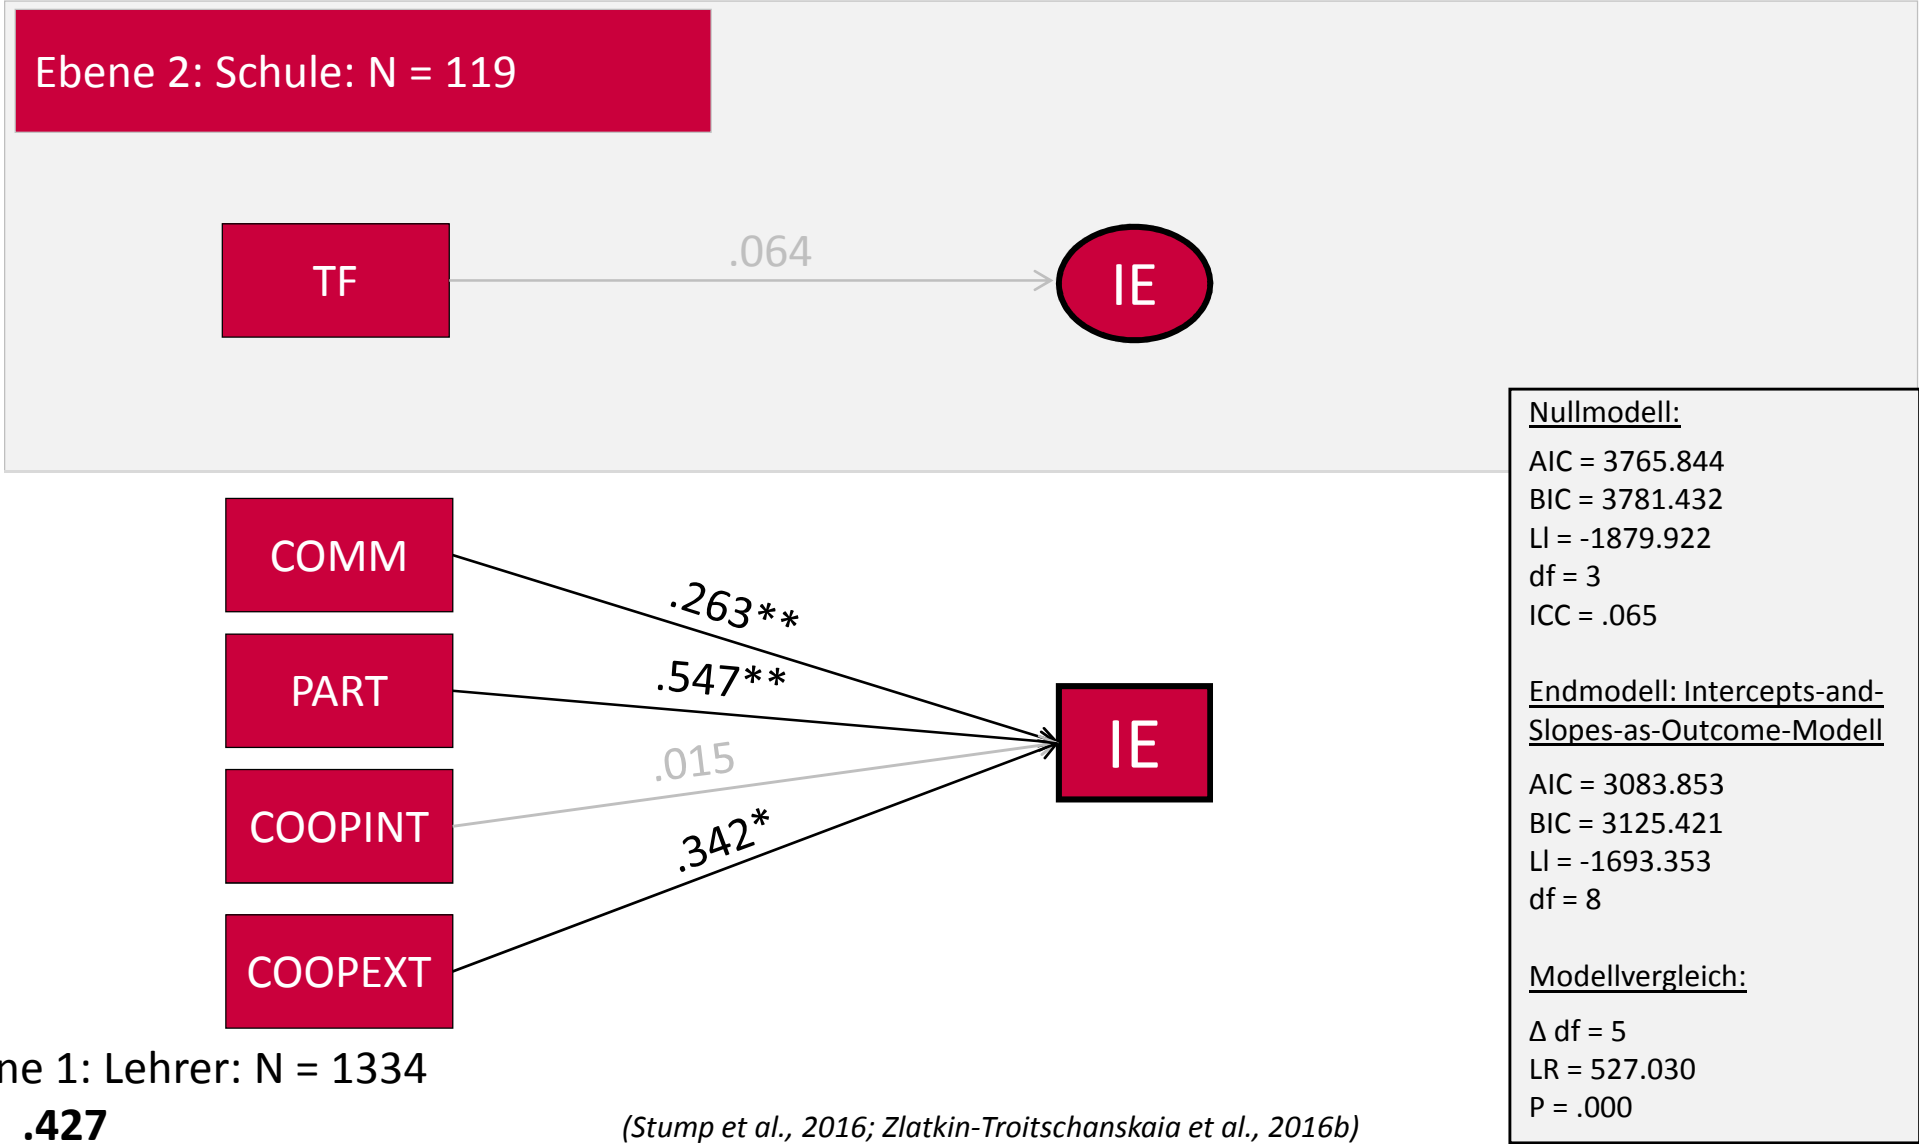 Ebene 2: Schule: N = 119
TF
.064
IE
COMM
.263**
PART
.547**
COOPINT
.015
COOPEXT
.342*
IE
ne 1: Lehrer: N = 1334
.427
(Stump et al., 2016; Zlatkin-Troitschanskaia et al., 2016b)
Nullmodell:
AIC = 3765.844
BIC = 3781.432
Ll = -1879.922
df = 3
ICC = .065
Endmodell: Intercepts-and-
Slopes-as-Outcome-Modell
AIC = 3083.853
BIC = 3125.421
Ll = -1693.353
df = 8
Modellvergleich:
Δ df = 5
LR = 527.030
P = .000